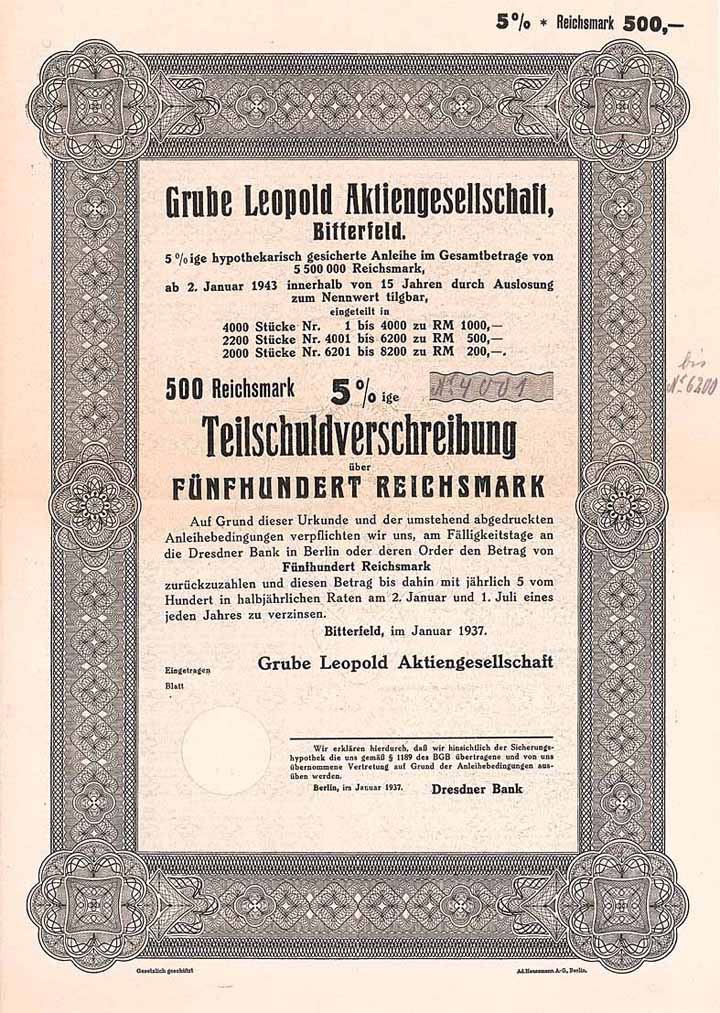 5% * Reichsmark 500,—
Grube Leopold Aktiengesellschaft,
Bitterfeld.
5%ige hypothekarisch gesicherte Anleihe im Gesamtbetrage von
5 500 000 Reichsmark,
ab 2. Januar 1943 innerhalb von 15 Jahren durch Auslosung
zum Nennwert tilgbar,
eingeteilt in
4000 Stücke Nr. 1 bis 4000 zu RM 1000,—
2200 Stücke Nr. 4001 bis 6200 zu RM 500,—
2000 Stücke Nr. 6201 bis 8200 zu RM 200,—.
bis
Nº 6200
500 Reichsmark 5% ige Nº 4001
Teilschuldverschreibung
über
FÜNFHUNDERT REICHSMARK
Auf Grund dieser Urkunde und der umstehend abgedruckten
Anleihebedingungen verpflichten wir uns, am Fälligkeitstage an
die Dresdner Bank in Berlin oder deren Order den Betrag von
Fünfhundert Reichsmark
zurückzuzahlen und diesen Betrag bis dahin mit jährlich 5 vom
Hundert in halbjährlichen Raten am 2. Januar und 1. Juli eines
jeden Jahres zu verzinsen.
Bitterfeld, im Januar 1937.
Grube Leopold Aktiengesellschaft
Eingetragen
Blatt
Wir erklären hierdurch, daß wir hinsichtlich der Sicherungs-
hypothek die uns gemäß § 1189 des BGB übertragene und von uns
übernommene Vertretung auf Grund der Anleihebedingungen aus-
üben werden.
Berlin, im Januar 1937. Dresdner Bank
Gesetzlich geschützt
Ad. Heussmann A.-G., Berlin.